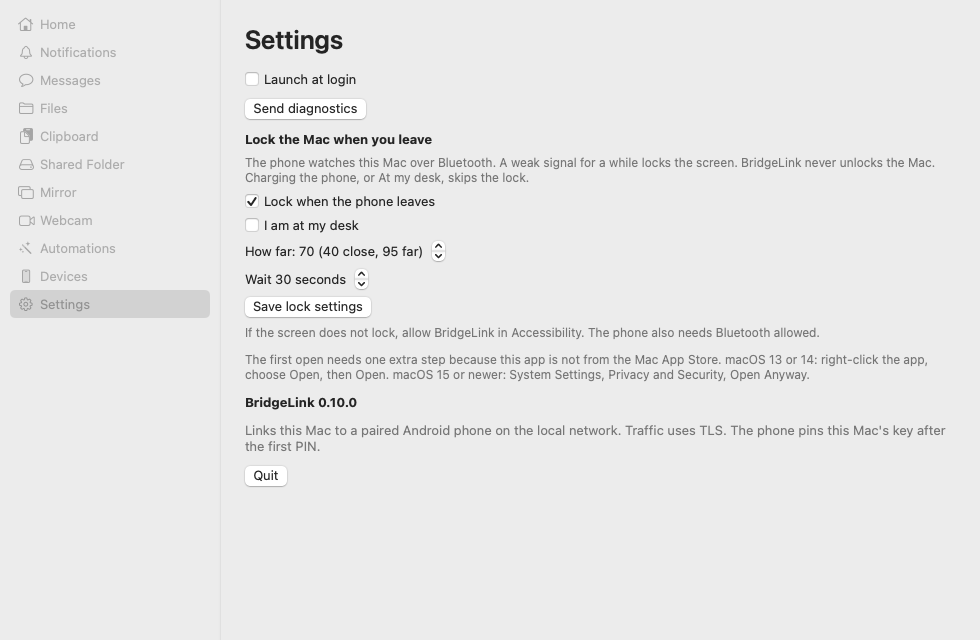 Home
Notifications
Messages
Files
Clipboard
Shared Folder
Mirror
Webcam
Automations
Devices
Settings
Settings
Launch at login
Send diagnostics
Lock the Mac when you leave
The phone watches this Mac over Bluetooth. A weak signal for a while locks the screen. BridgeLink never unlocks the Mac.
Charging the phone, or At my desk, skips the lock.
Lock when the phone leaves
I am at my desk
How far: 70 (40 close, 95 far)
Wait 30 seconds
Save lock settings
If the screen does not lock, allow BridgeLink in Accessibility. The phone also needs Bluetooth allowed.
The first open needs one extra step because this app is not from the Mac App Store. macOS 13 or 14: right-click the app,
choose Open, then Open. macOS 15 or newer: System Settings, Privacy and Security, Open Anyway.
BridgeLink 0.10.0
Links this Mac to a paired Android phone on the local network. Traffic uses TLS. The phone pins this Mac's key after
the first PIN.
Quit